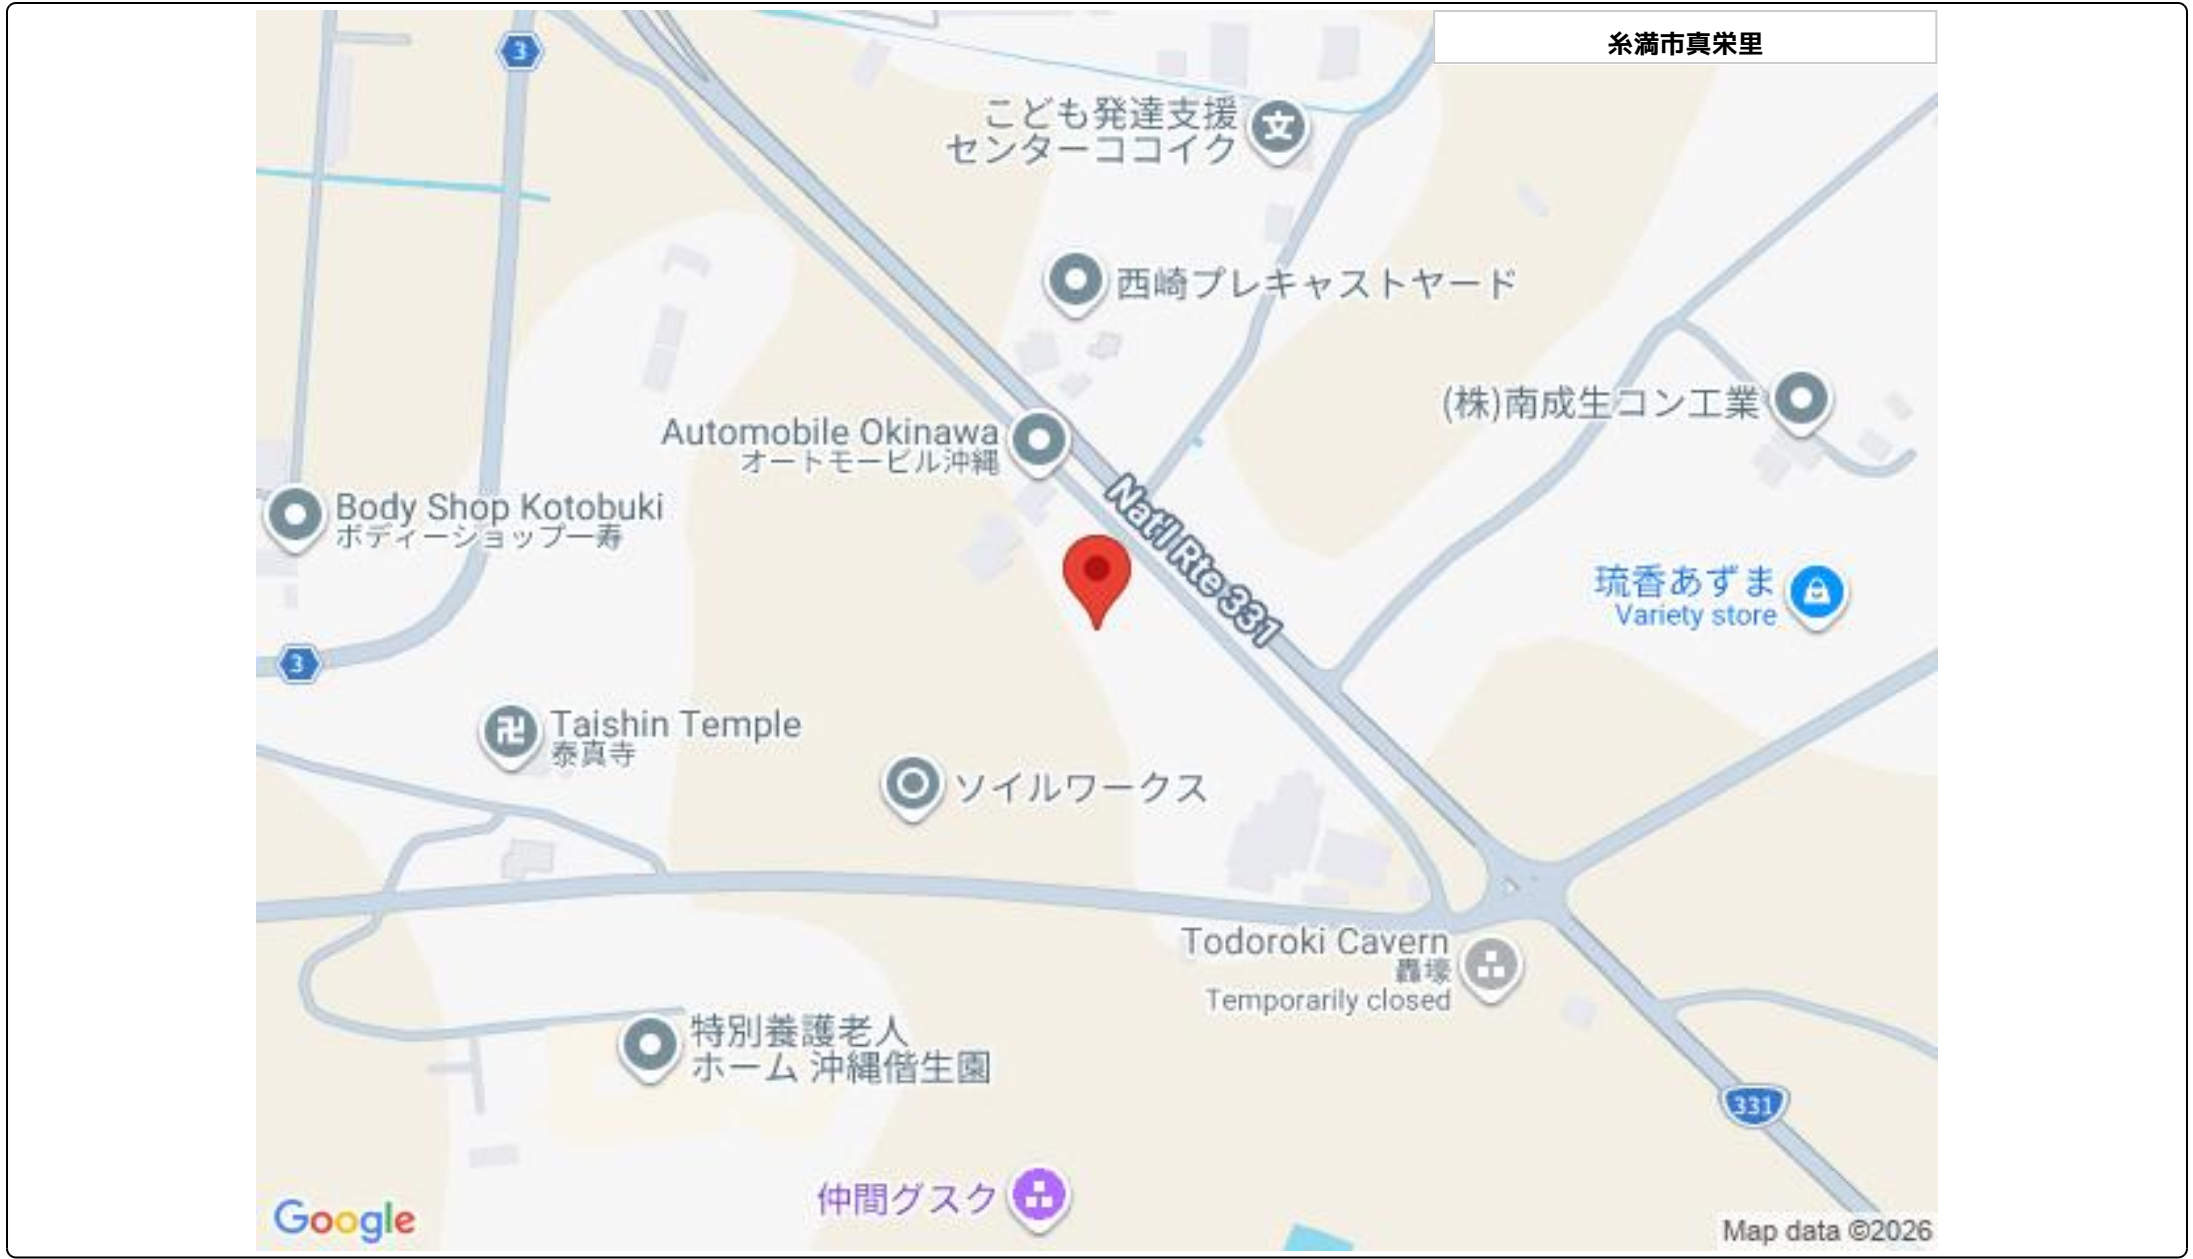 糸満市真栄里
3
こども発達支援
センターココイク
西崎プレキャストヤード
(株)南成生コン工業
Automobile Okinawa
オートモービル沖縄
Nat'l Rte 331
Body Shop Kotobuki
ボディーショップ一寿
琉香あずま
Variety store
3
Taishin Temple
泰真寺
ソイルワークス
Todoroki Cavern
轟壕
Temporarily closed
特別養護老人
ホーム 沖縄偕生園
331
仲間グスク
Google
Map data ©2026